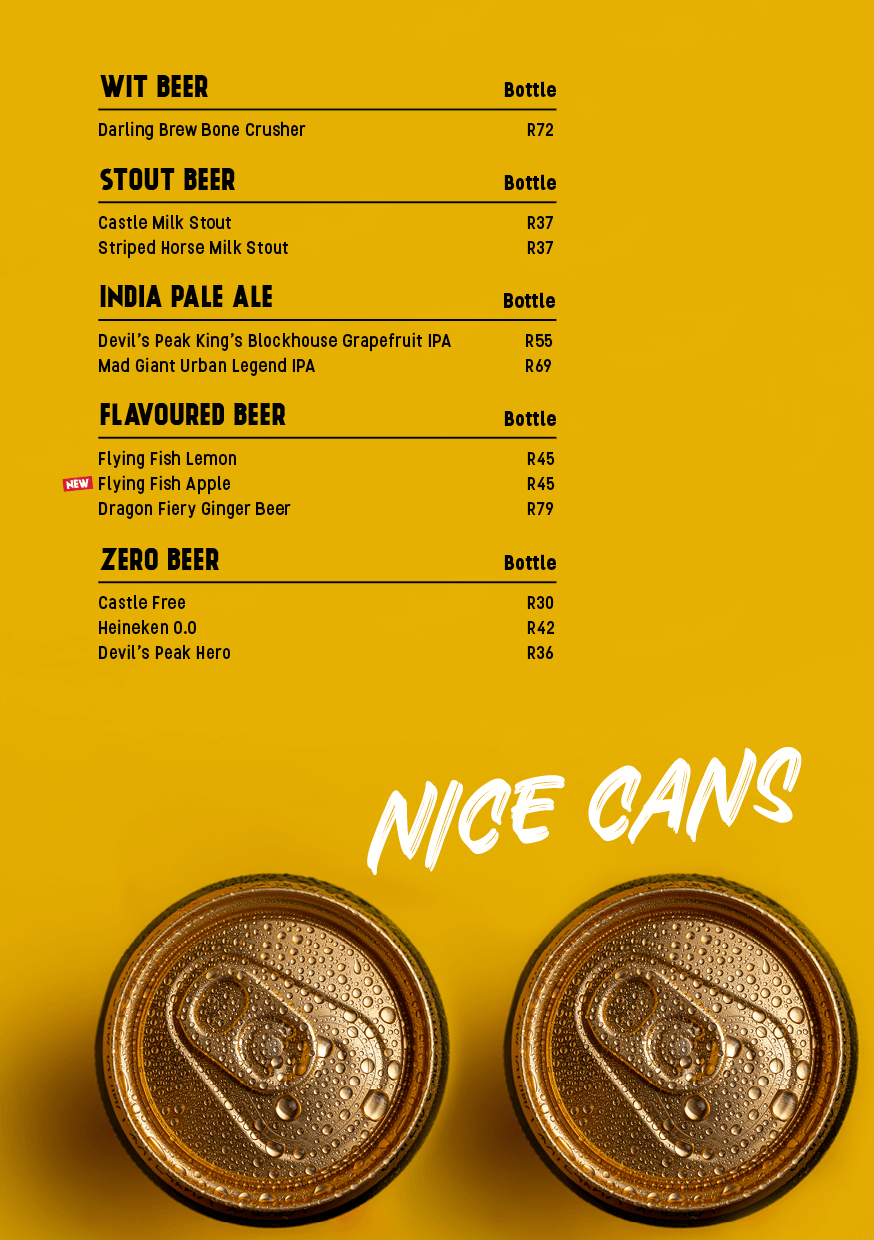 WIT BEER Bottle
Darling Brew Bone Crusher R72
STOUT BEER Bottle
Castle Milk Stout R37
Striped Horse Milk Stout R37
INDIA PALE ALE Bottle
Devil's Peak King's Blockhouse Grapefruit IPA R55
Mad Giant Urban Legend IPA R69
FLAVOURED BEER Bottle
Flying Fish Lemon R45
NEW Flying Fish Apple R45
Dragon Fiery Ginger Beer R79
ZERO BEER Bottle
Castle Free R30
Heineken 0.0 R42
Devil's Peak Hero R36
NICE CANS